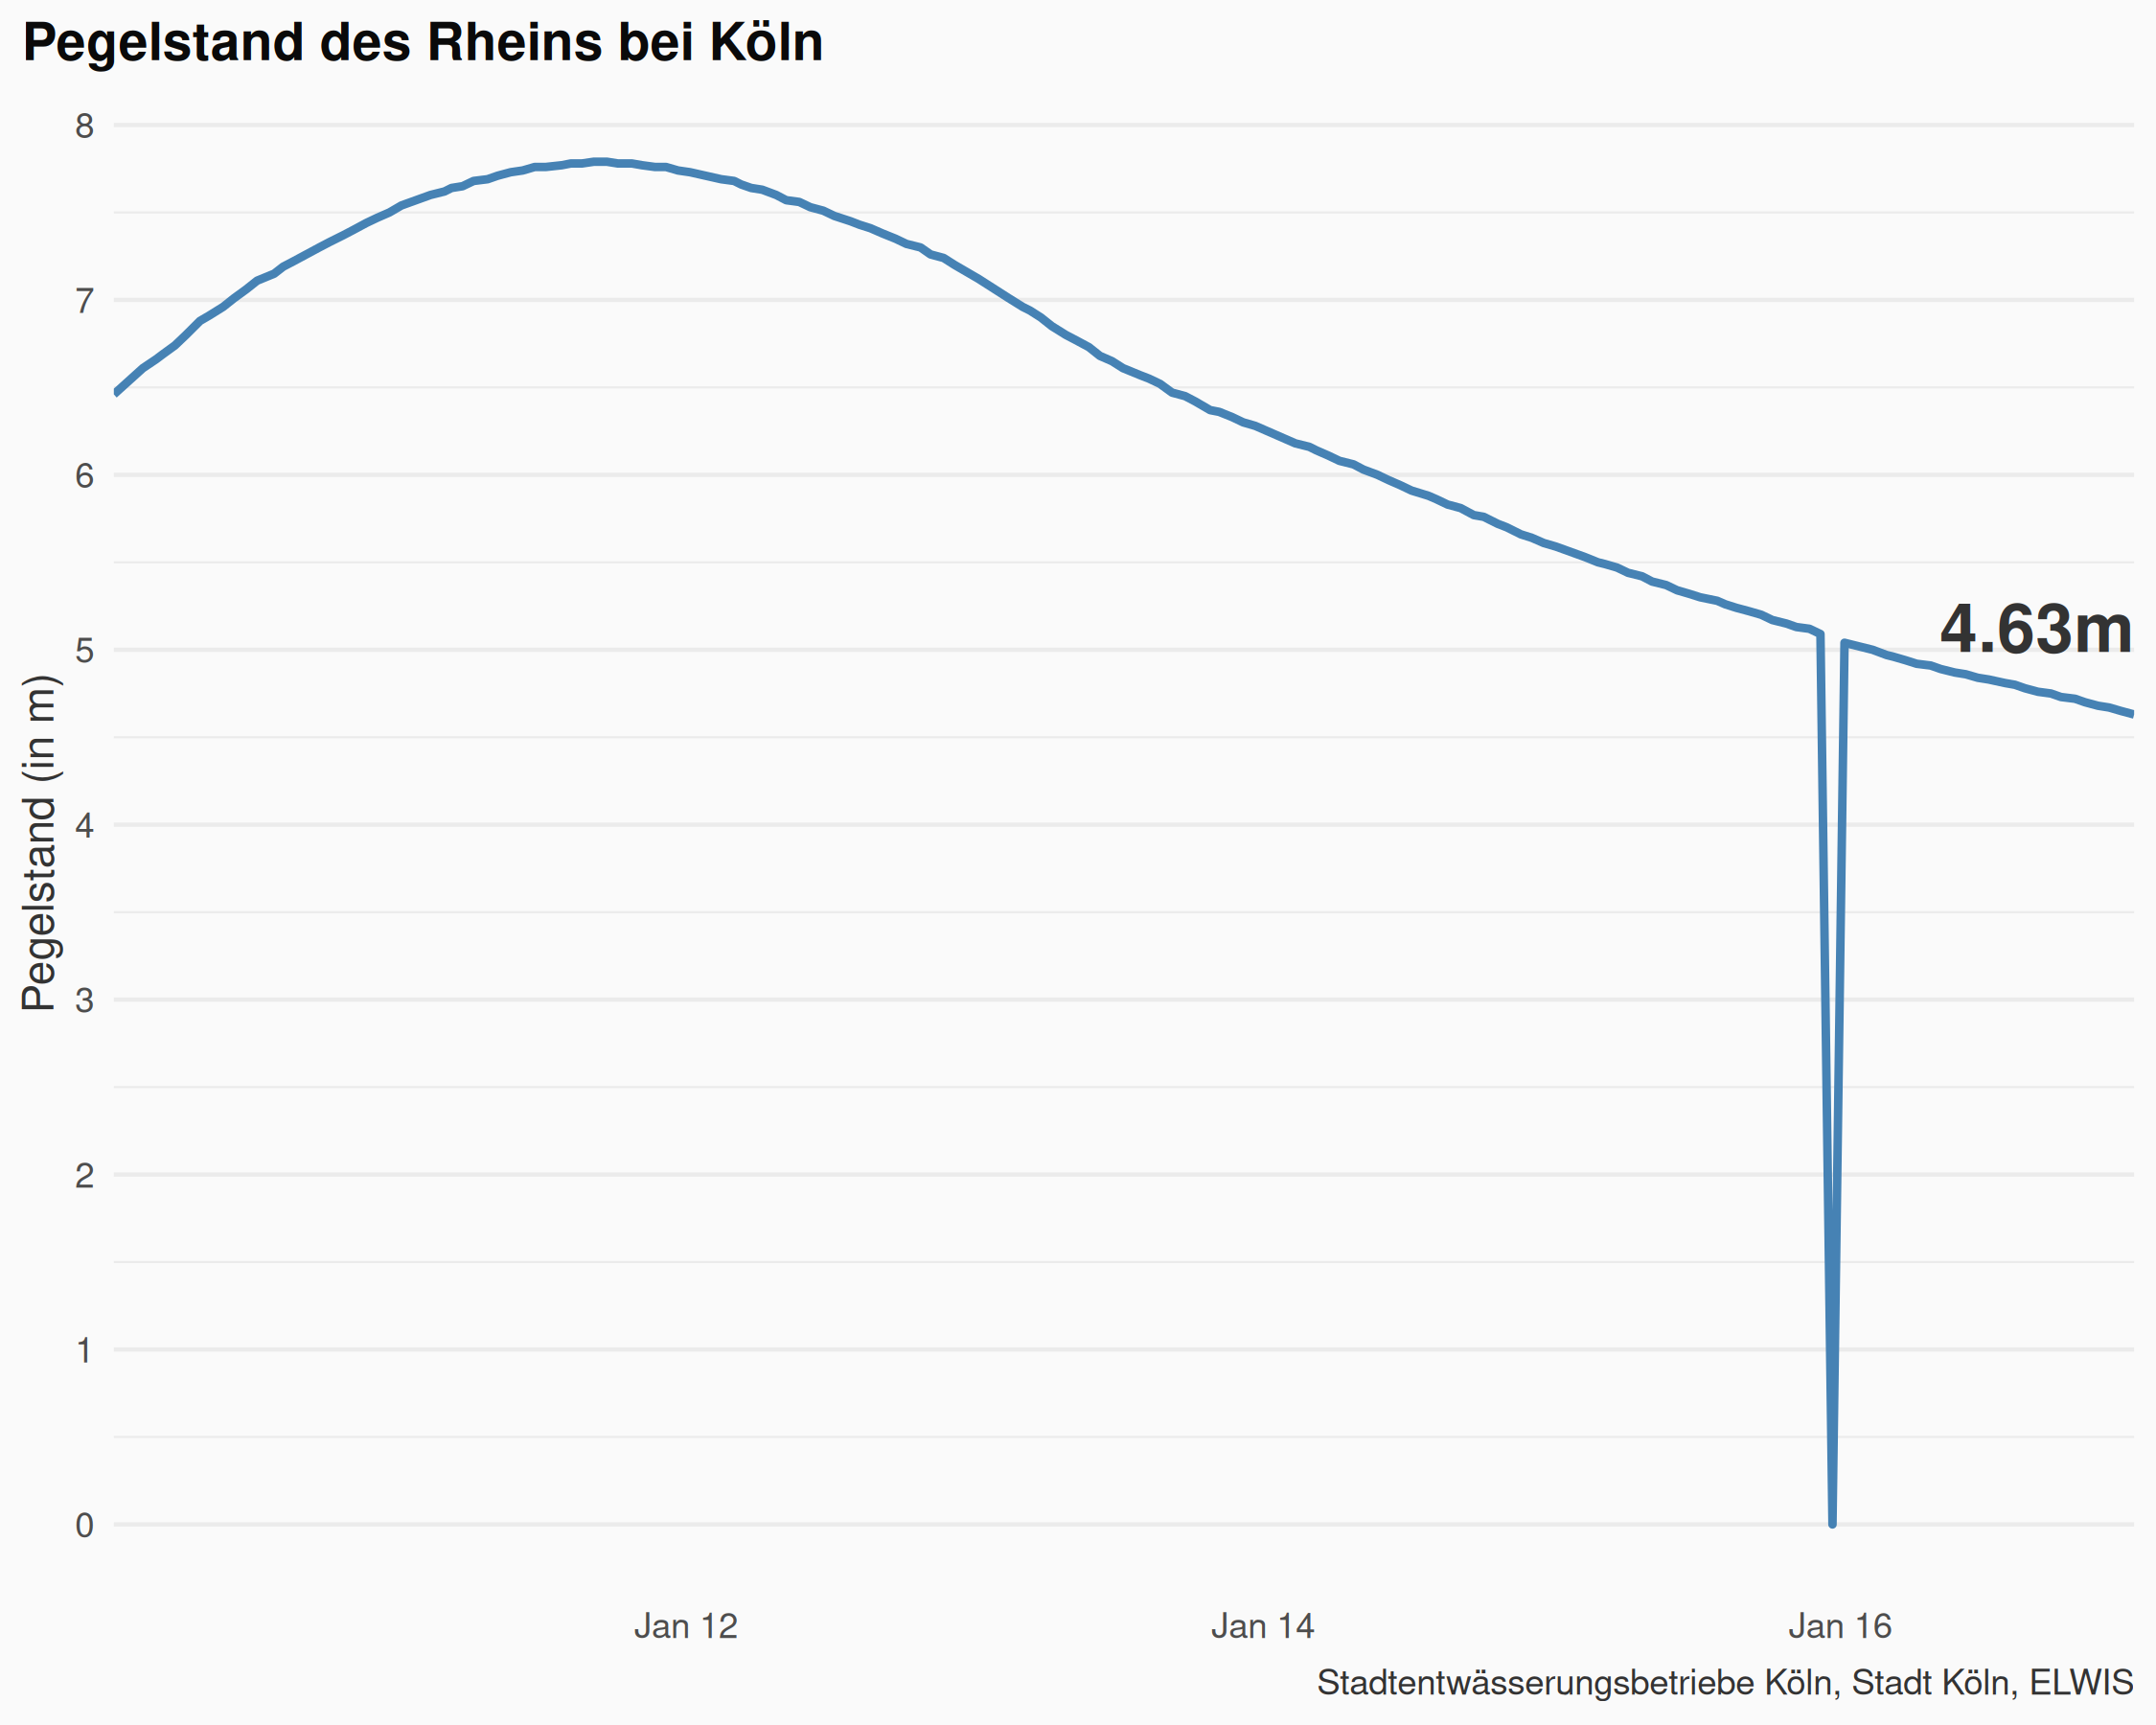 Pegelstand des Rheins bei Köln
8
7
6
5
4
3
2
1
0
Pegelstand (in m)
4.63m
Jan 12
Jan 14
Jan 16
Stadtentwässerungsbetriebe Köln, Stadt Köln, ELWIS